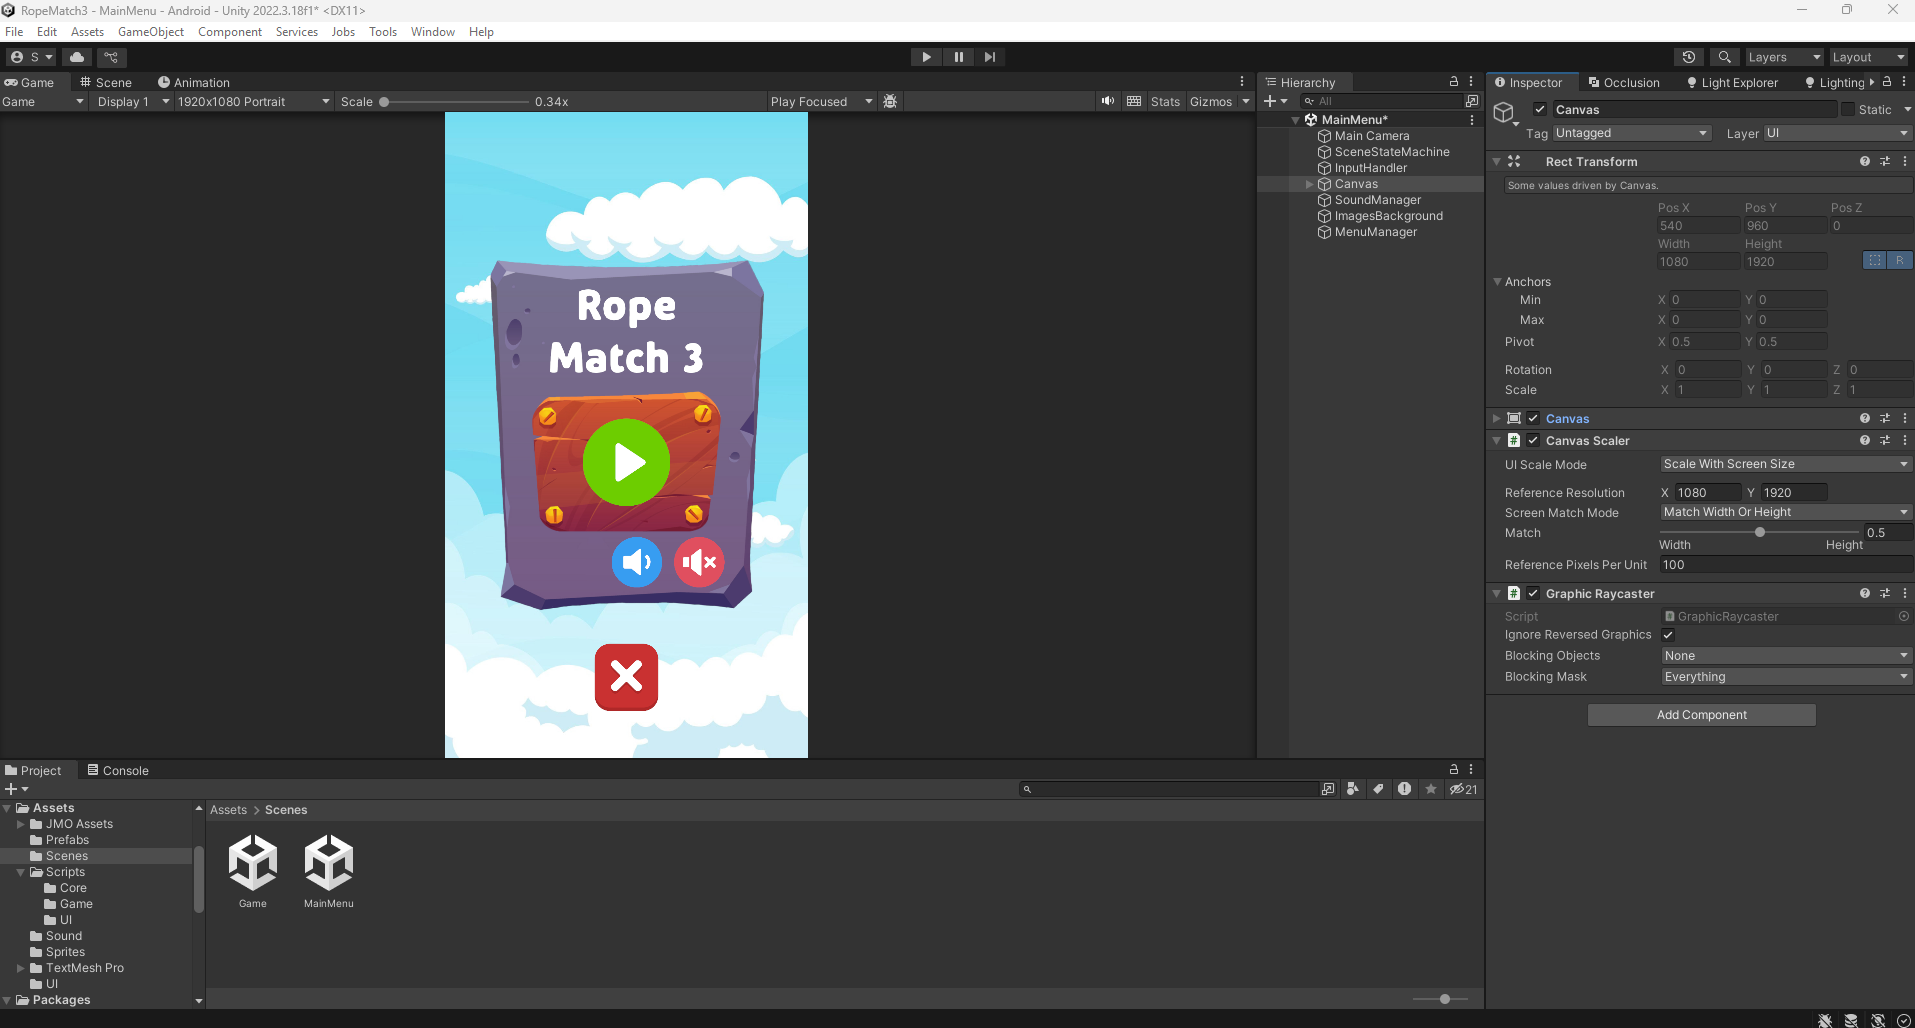 RopeMatch3 - MainMenu - Android - Unity 2022.3.18f1* <DX11>
File Edit Assets GameObject Component Services Jobs Tools Window Help
S Layers Layout
Game Scene Animation
Game Display 1 1920x1080 Portrait Scale 0.34x Play Focused Stats Gizmos
Rope
Match 3
Hierarchy
All
MainMenu*
Main Camera
SceneStateMachine
InputHandler
Canvas
SoundManager
ImagesBackground
MenuManager
Inspector Occlusion Light Explorer Lighting
Canvas Static
Tag Untagged Layer UI
Rect Transform
Some values driven by Canvas.
Pos X Pos Y Pos Z
540 960 0
Width Height
1080 1920
R
Anchors
Min X 0 Y 0
Max X 0 Y 0
Pivot X 0.5 Y 0.5
Rotation X 0 Y 0 Z 0
Scale X 1 Y 1 Z 1
Canvas
# Canvas Scaler
UI Scale Mode Scale With Screen Size
Reference Resolution X 1080 Y 1920
Screen Match Mode Match Width Or Height
Match 0.5
Width Height
Reference Pixels Per Unit 100
# Graphic Raycaster
Script GraphicRaycaster
Ignore Reversed Graphics
Blocking Objects None
Blocking Mask Everything
Add Component
Project Console
21
Assets
JMO Assets
Prefabs
Scenes
Scripts
Core
Game
UI
Sound
Sprites
TextMesh Pro
UI
Packages
Assets > Scenes
Game MainMenu